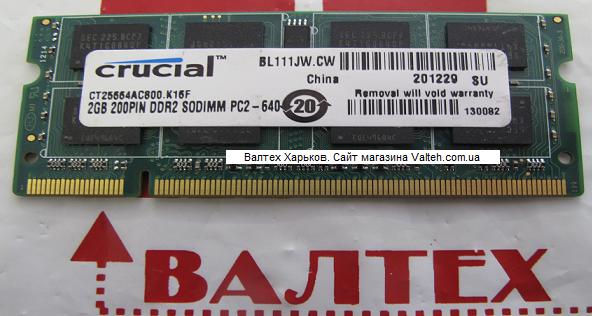 crucial
BL111JW.CW
China
201229 SU
CT25664AC800.K16F
Removal will void warranty
2GB 200PIN DDR2 SODIMM PC2-640
20
130082
Валтех Харьков. Сайт магазина Valteh.com.ua
ВАЛТЕХ